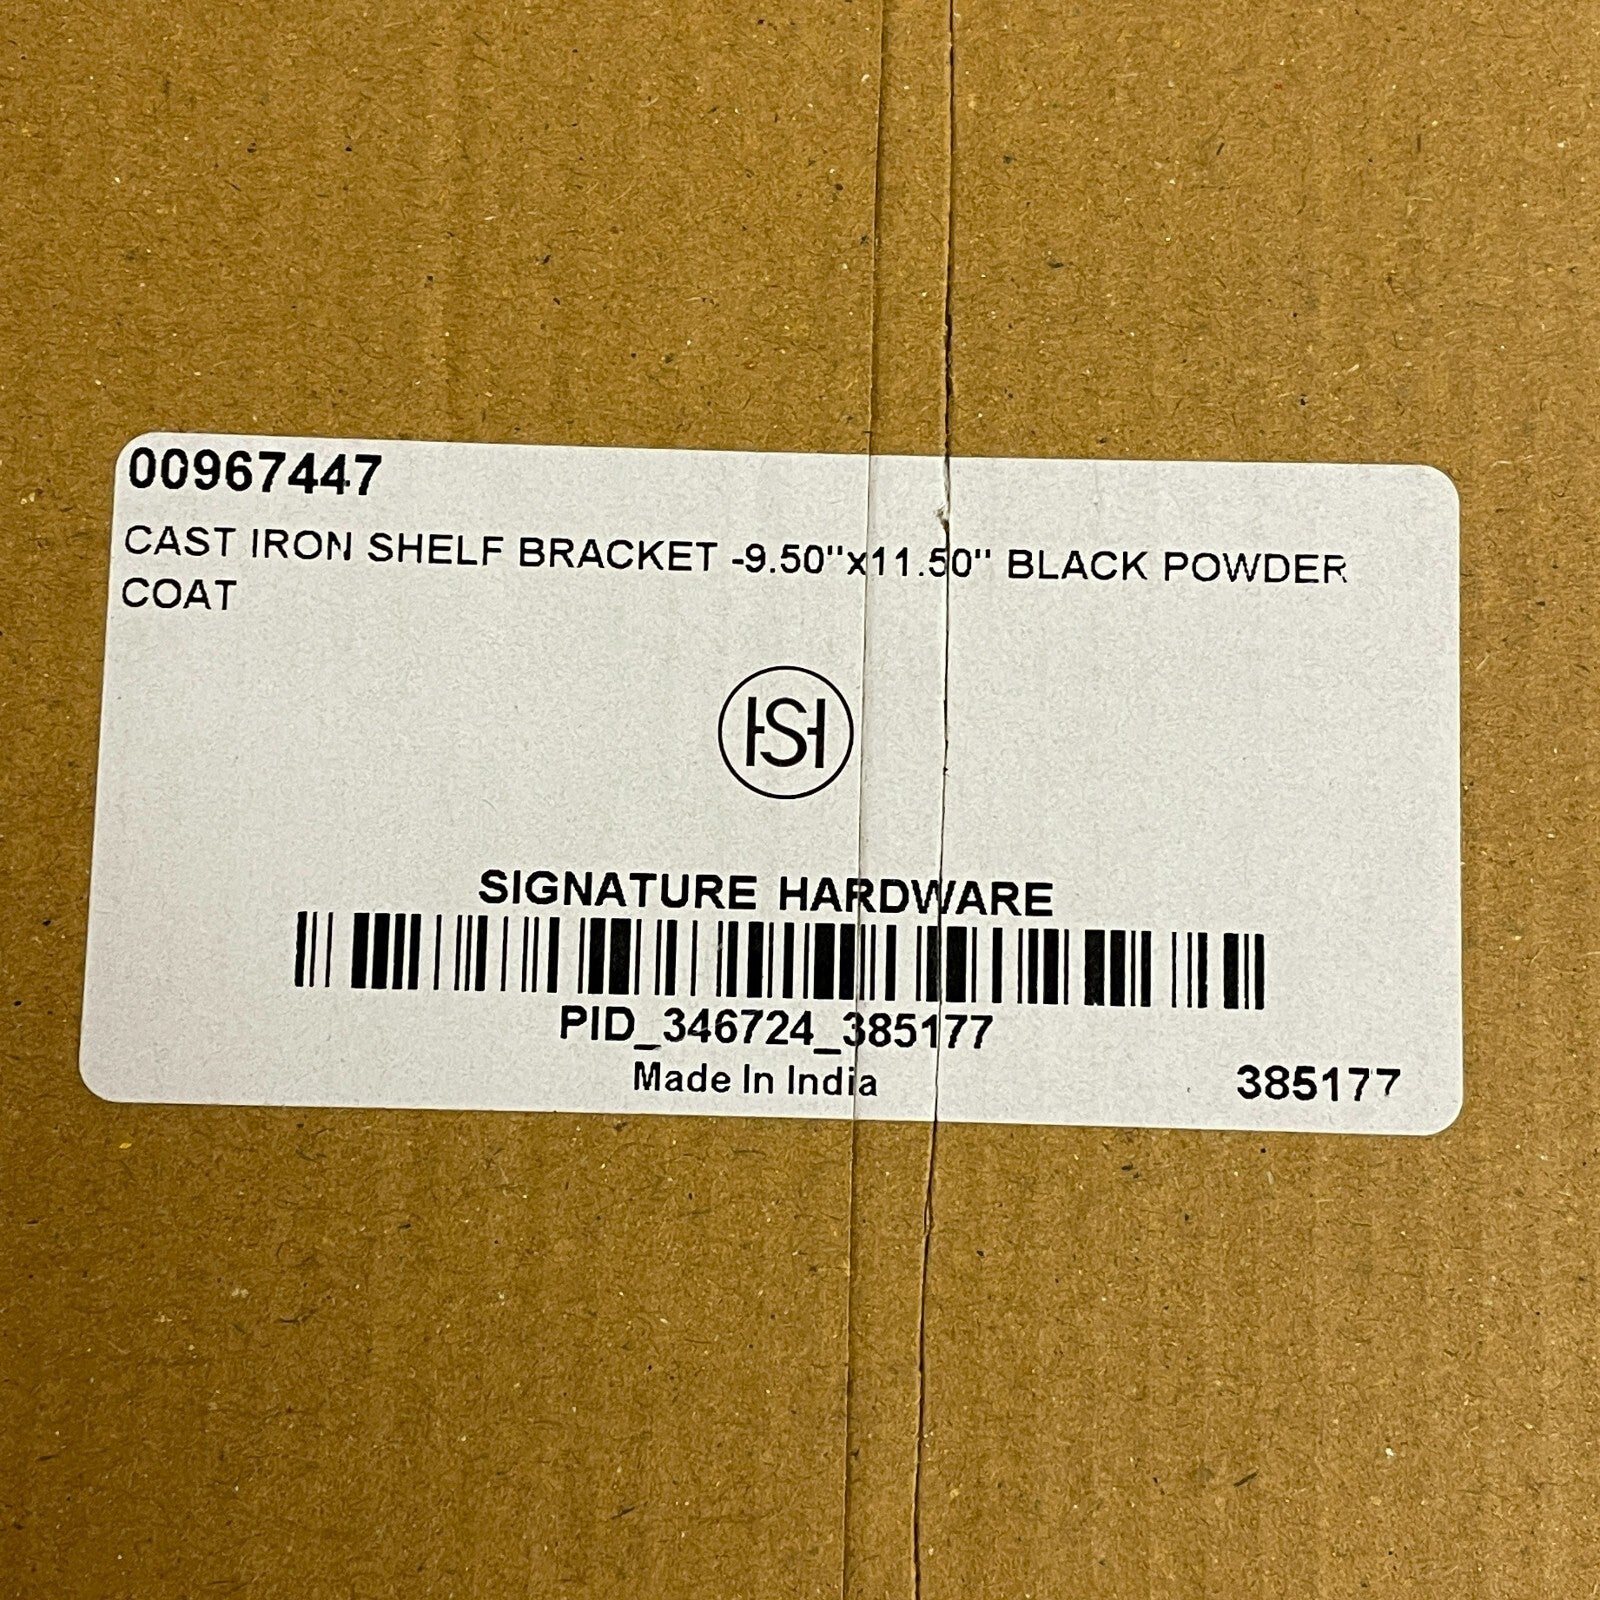 00967447
CAST IRON SHELF BRACKET -9.50"x11.50" BLACK POWDER
COAT
HSH
SIGNATURE HARDWARE
PID_346724_385177
Made In India
385177